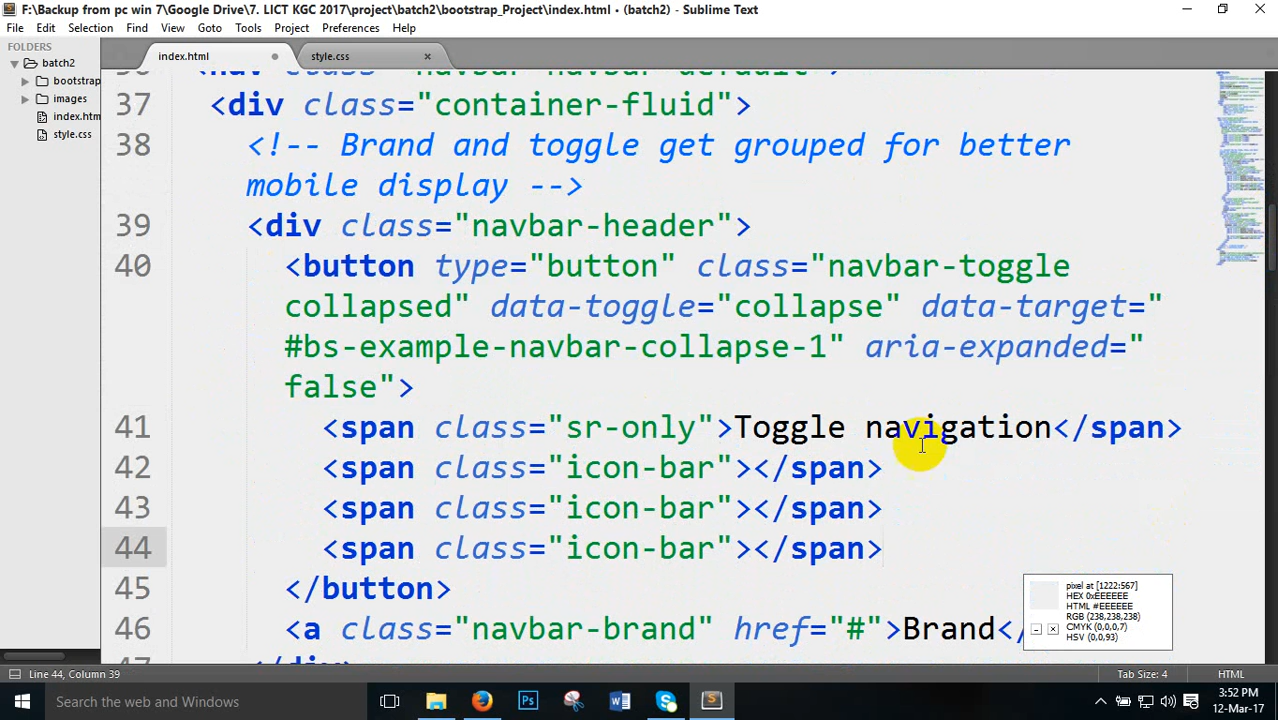 F:\Backup from pc win 7\Google Drive\7. LICT KGC 2017\project\batch2\bootstrap_Project\index.html • (batch2) - Sublime Text
File Edit Selection Find View Goto Tools Project Preferences Help
FOLDERS
batch2
bootstrap
images
index.htm
style.css
index.html
style.css
37 <div class="container-fluid">
38 <!-- Brand and toggle get grouped for better
mobile display -->
39 <div class="navbar-header">
40 <button type="button" class="navbar-toggle
collapsed" data-toggle="collapse" data-target="
#bs-example-navbar-collapse-1" aria-expanded="
false">
41 <span class="sr-only">Toggle navigation</span>
42 <span class="icon-bar"></span>
43 <span class="icon-bar"></span>
44 <span class="icon-bar"></span>
45 </button>
46 <a class="navbar-brand" href="#">Brand</
pixel at [1222:567]
HEX 0xEEEEEE
HTML #EEEEEE
RGB (238,238,238)
CMYK (0,0,0,7)
HSV (0,0,93)
Line 44, Column 39
Tab Size: 4
HTML
Search the web and Windows
3:52 PM
12-Mar-17